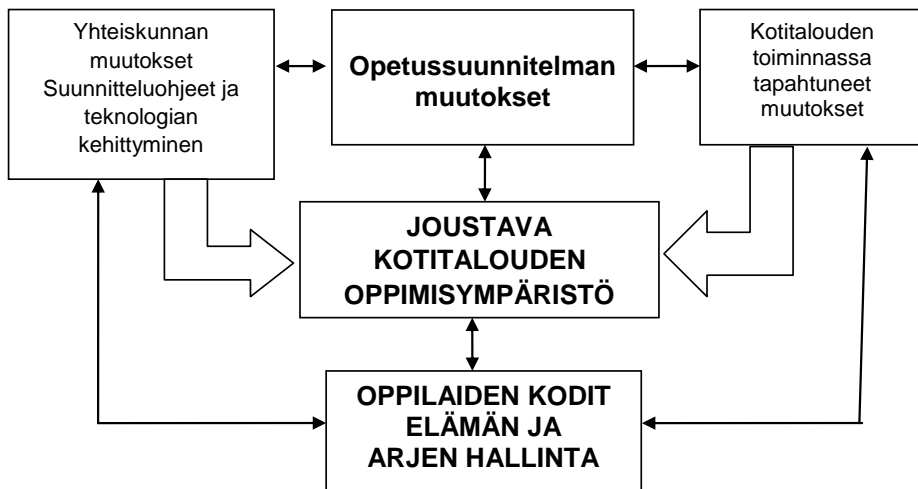 Yhteiskunnan
muutokset
Suunnitteluohjeet ja
teknologian
kehittyminen
Opetussuunnitelman
muutokset
Kotitalouden
toiminnassa
tapahtuneet
muutokset
JOUSTAVA
KOTITALOUDEN
OPPIMISYMPÄRISTÖ
OPPILAIDEN KODIT
ELÄMÄN JA
ARJEN HALLINTA